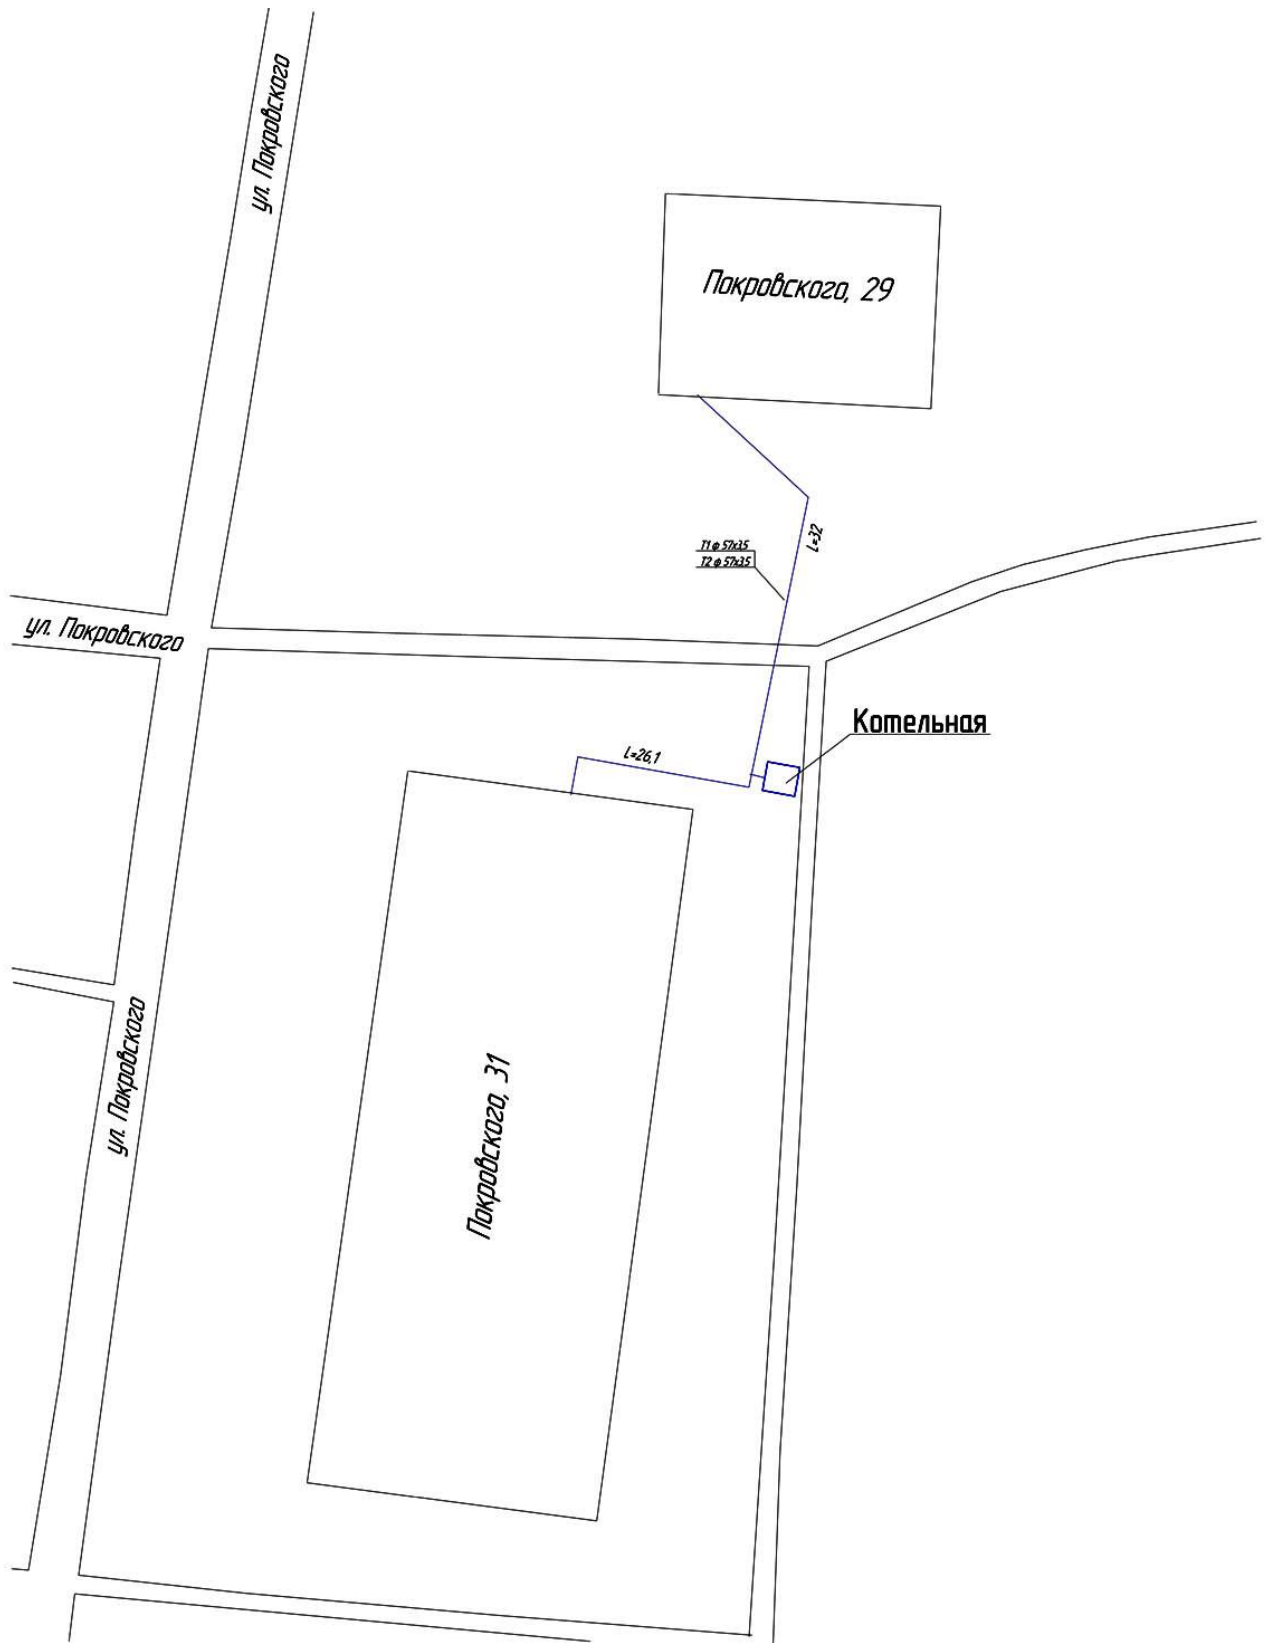 ул. Покровского
Покровского, 29
L=32
Т1 ф 57х3,5
Т2 ф 57х3,5
ул. Покровского
Котельная
L=26,1
ул. Покровского
Покровского, 31